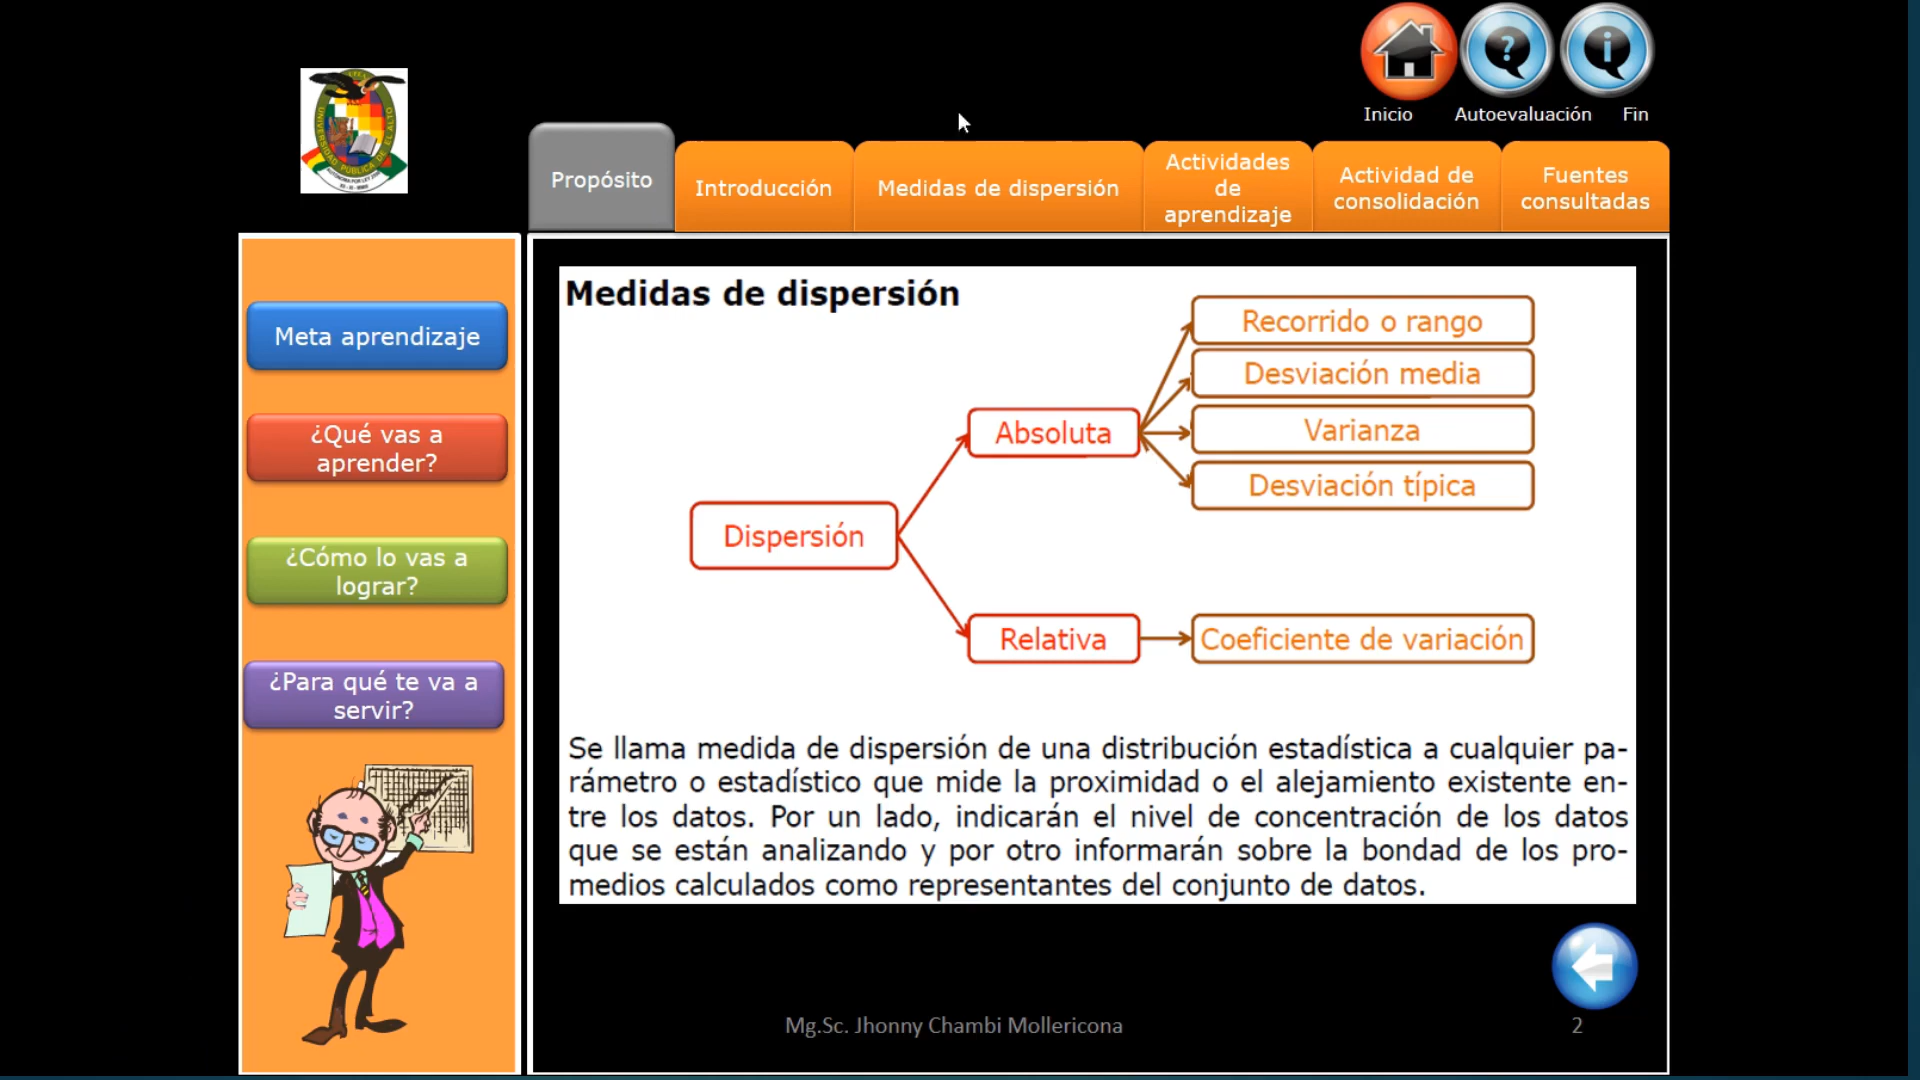 Inicio
Autoevaluación
Fin
UNIVERSIDAD PÚBLICA DE EL ALTO
Propósito
Introducción
Medidas de dispersión
Actividades
de
aprendizaje
Actividad de
consolidación
Fuentes
consultadas
Meta aprendizaje
¿Qué vas a
aprender?
¿Cómo lo vas a
lograr?
¿Para qué te va a
servir?
Medidas de dispersión
Recorrido o rango
Desviación media
Absoluta
Varianza
Desviación típica
Dispersión
Relativa
Coeficiente de variación
Se llama medida de dispersión de una distribución estadística a cualquier pa-
rámetro o estadístico que mide la proximidad o el alejamiento existente en-
tre los datos. Por un lado, indicarán el nivel de concentración de los datos
que se están analizando y por otro informarán sobre la bondad de los pro-
medios calculados como representantes del conjunto de datos.
Mg.Sc. Jhonny Chambi Mollericona
2